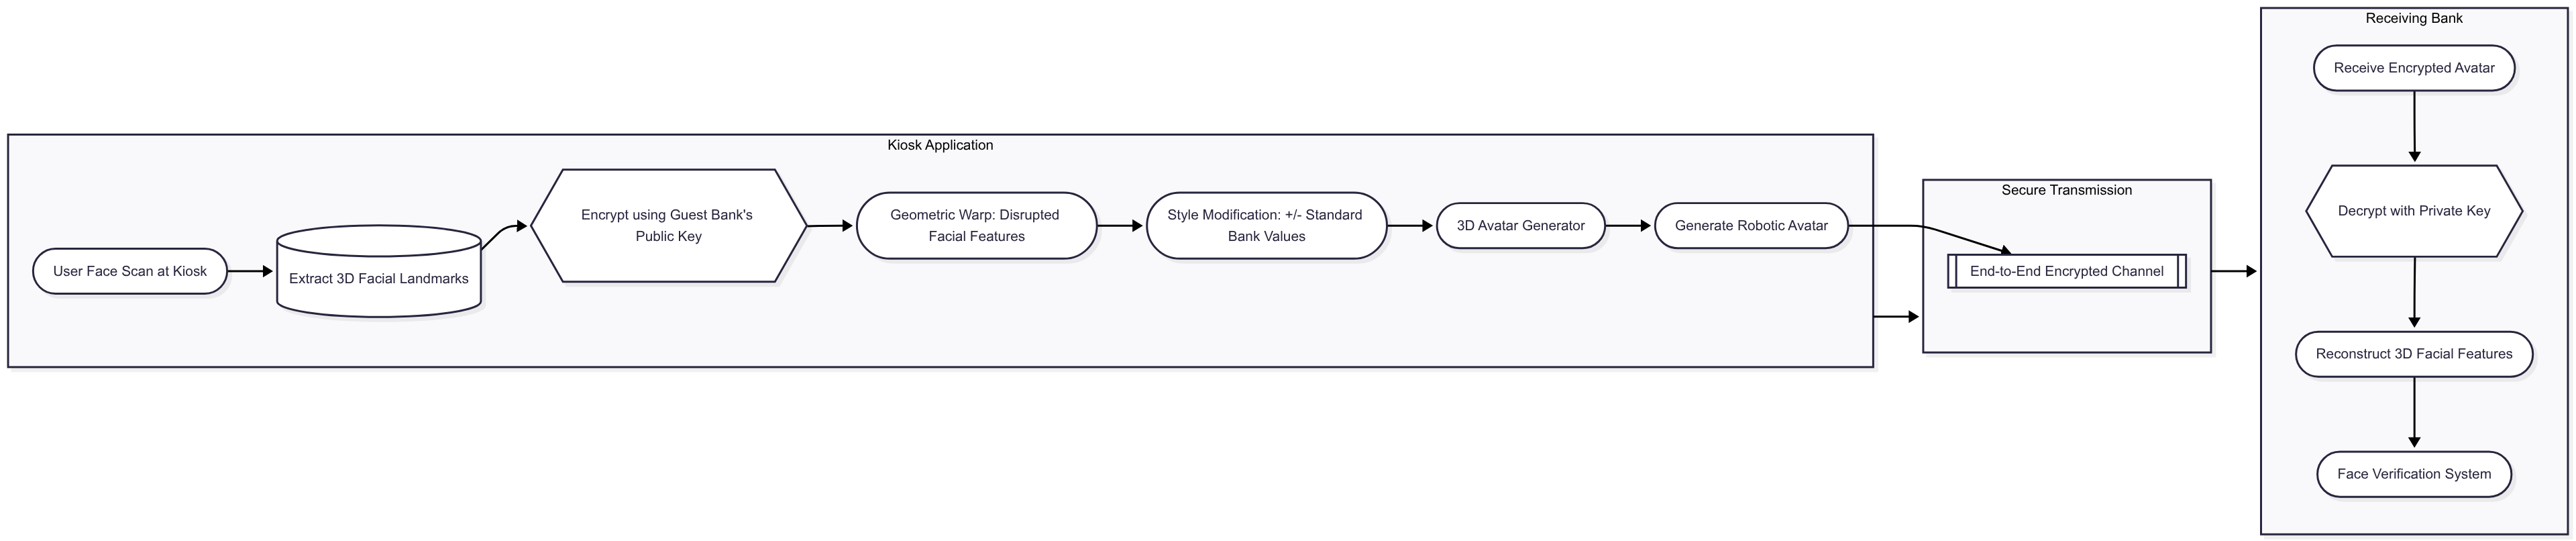 Kiosk Application
User Face Scan at Kiosk
Extract 3D Facial Landmarks
Encrypt using Guest Bank's
Public Key
Geometric Warp: Disrupted
Facial Features
Style Modification: +/- Standard
Bank Values
3D Avatar Generator
Generate Robotic Avatar
Secure Transmission
End-to-End Encrypted Channel
Receiving Bank
Receive Encrypted Avatar
Decrypt with Private Key
Reconstruct 3D Facial Features
Face Verification System